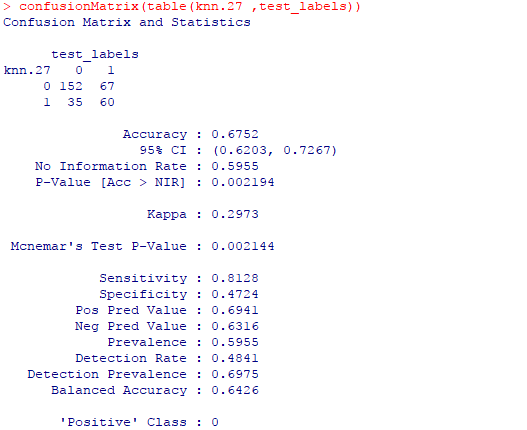 > confusionMatrix(table(knn.27 ,test_labels))
Confusion Matrix and Statistics
test_labels
knn.27 0 1
0 152 67
1 35 60
Accuracy : 0.6752
95% CI : (0.6203, 0.7267)
No Information Rate : 0.5955
P-Value [Acc > NIR] : 0.002194
Kappa : 0.2973
Mcnemar's Test P-Value : 0.002144
Sensitivity : 0.8128
Specificity : 0.4724
Pos Pred Value : 0.6941
Neg Pred Value : 0.6316
Prevalence : 0.5955
Detection Rate : 0.4841
Detection Prevalence : 0.6975
Balanced Accuracy : 0.6426
'Positive' Class : 0